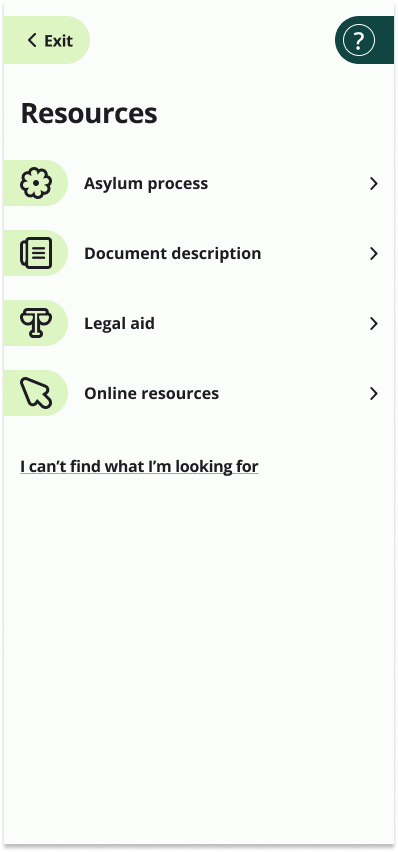 Exit
?
Resources
Asylum process
Document description
Legal aid
Online resources
I can’t find what I’m looking for